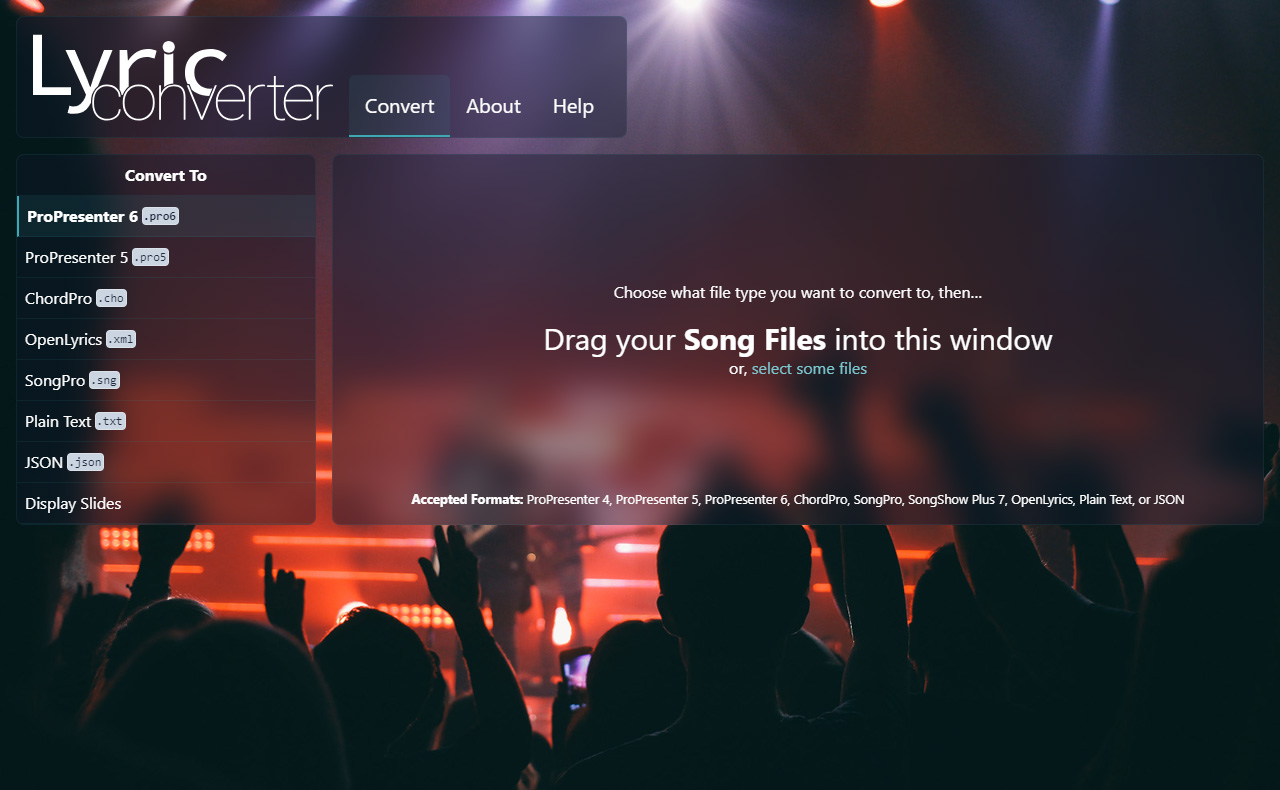 Lyric
converter
Convert About Help
Convert To
ProPresenter 6 .pro6
ProPresenter 5 .pro5
ChordPro .cho
OpenLyrics .xml
SongPro .sng
Plain Text .txt
JSON .json
Display Slides
Choose what file type you want to convert to, then...
Drag your Song Files into this window
or, select some files
Accepted Formats: ProPresenter 4, ProPresenter 5, ProPresenter 6, ChordPro, SongPro, SongShow Plus 7, OpenLyrics, Plain Text, or JSON